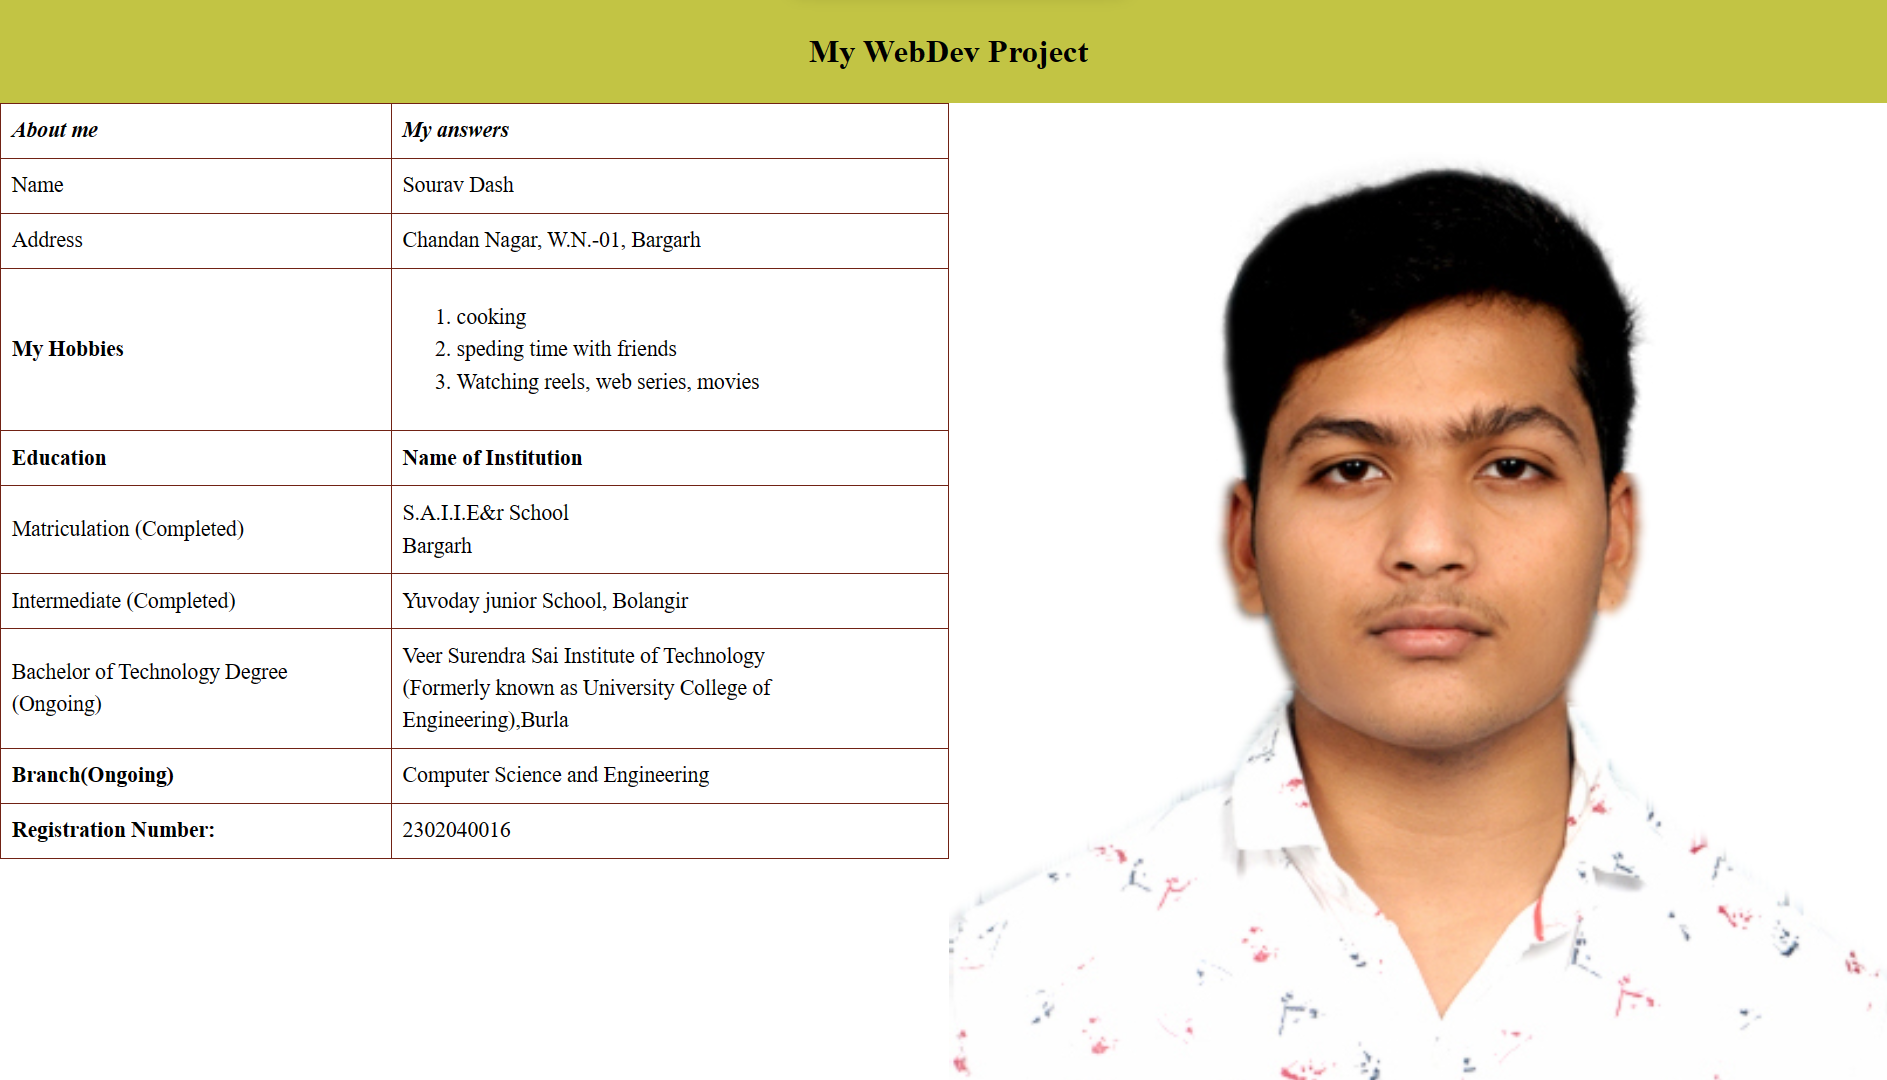 My WebDev Project
About me
My answers
Name
Sourav Dash
Address
Chandan Nagar, W.N.-01, Bargarh
My Hobbies
1. cooking
2. speding time with friends
3. Watching reels, web series, movies
Education
Name of Institution
Matriculation (Completed)
S.A.I.I.E&r School
Bargarh
Intermediate (Completed)
Yuvoday junior School, Bolangir
Bachelor of Technology Degree
(Ongoing)
Veer Surendra Sai Institute of Technology
(Formerly known as University College of
Engineering),Burla
Branch(Ongoing)
Computer Science and Engineering
Registration Number:
2302040016